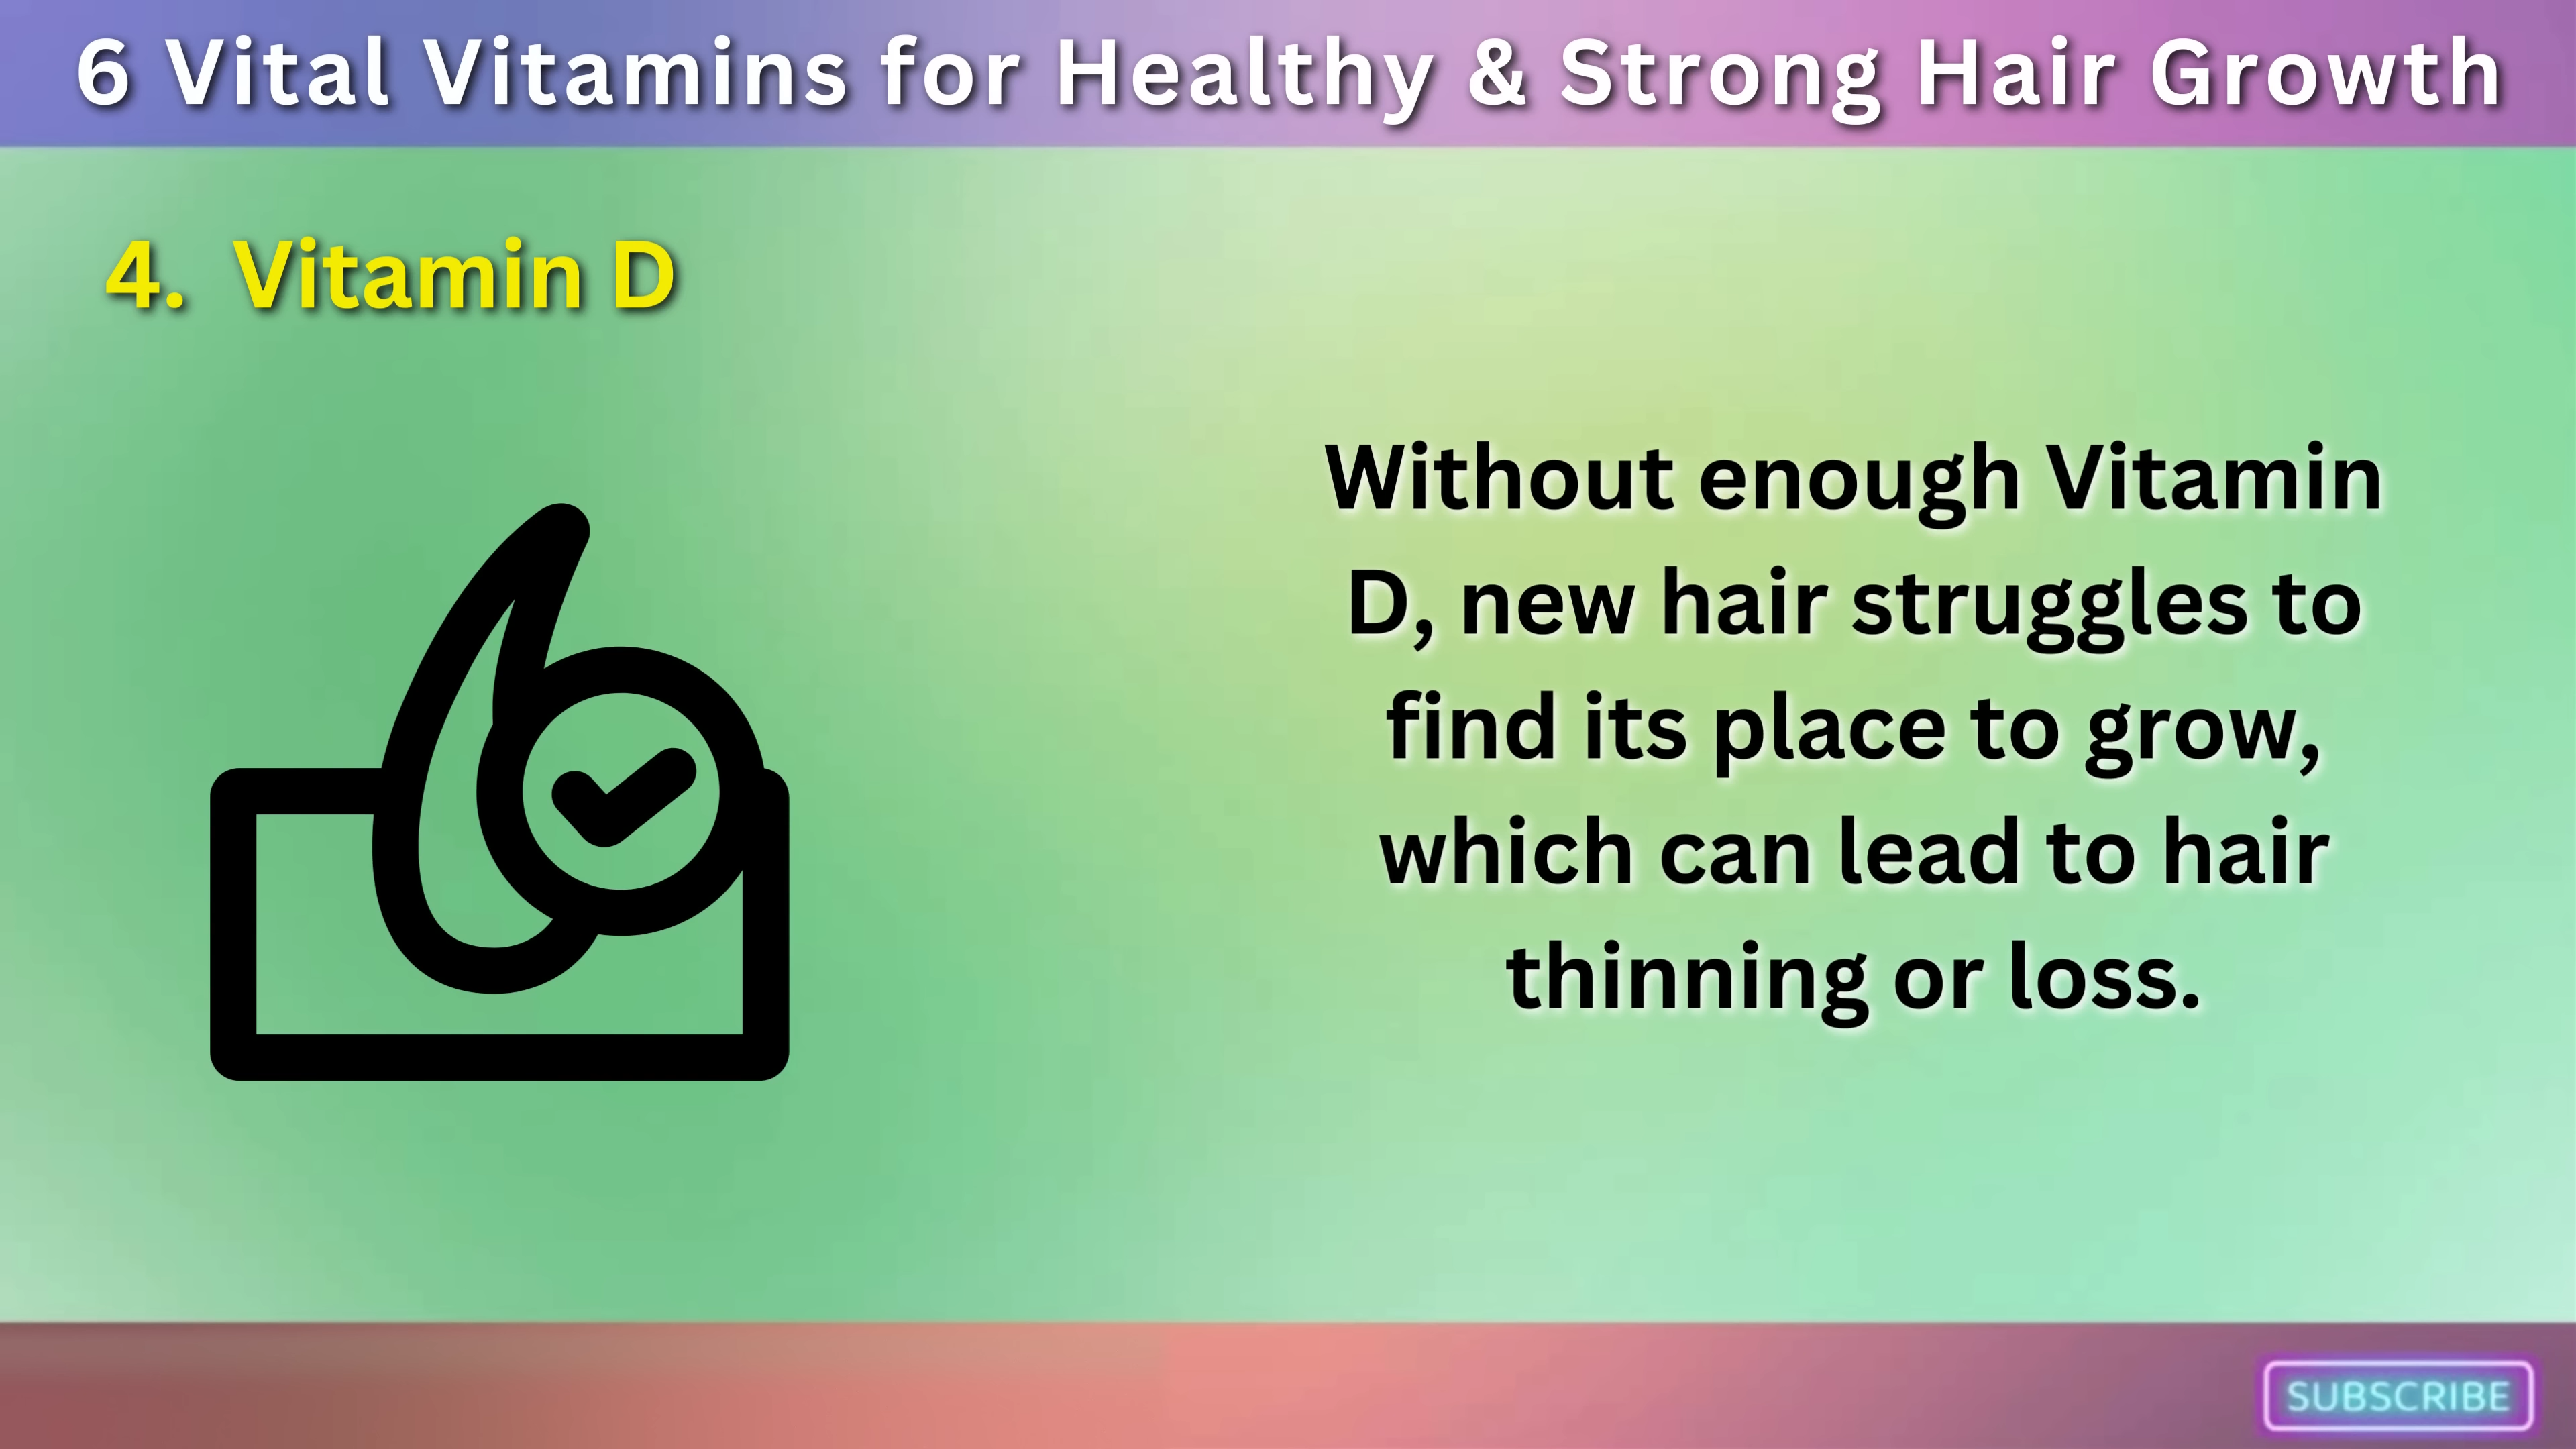 6 Vital Vitamins for Healthy & Strong Hair Growth
4. Vitamin D
Without enough Vitamin
D, new hair struggles to
find its place to grow,
which can lead to hair
thinning or loss.
SUBSCRIBE